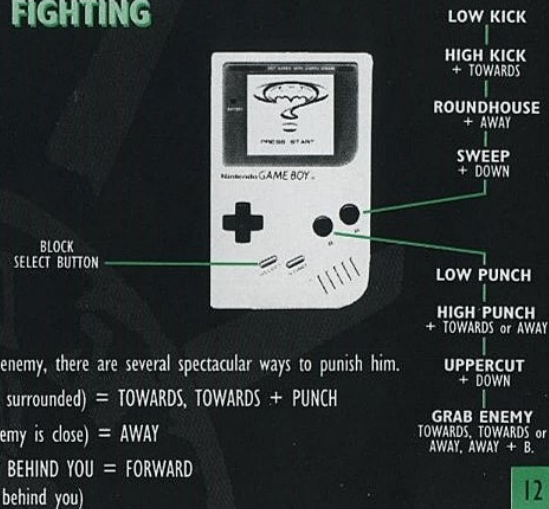 FIGHTING
LOW KICK
HIGH KICK
+ TOWARDS
ROUNDHOUSE
+ AWAY
SWEEP
+ DOWN
PRESS START
Nintendo GAME BOY
BLOCK
SELECT BUTTON
LOW PUNCH
HIGH PUNCH
+ TOWARDS or AWAY
UPPERCUT
+ DOWN
GRAB ENEMY
TOWARDS, TOWARDS or
AWAY, AWAY + B.
enemy, there are several spectacular ways to punish him.
surrounded) = TOWARDS, TOWARDS + PUNCH
emy is close) = AWAY
BEHIND YOU = FORWARD
behind you)
12